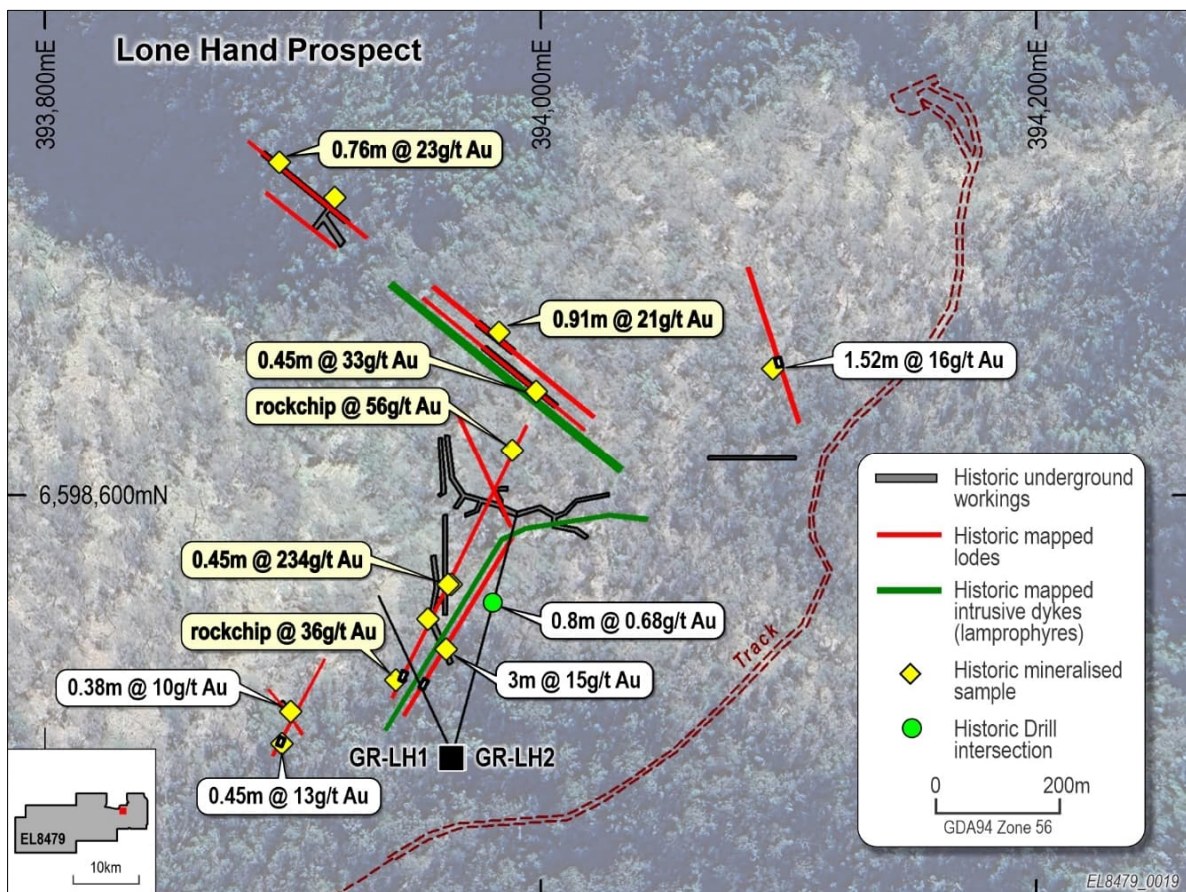 Lone Hand Prospect
393,800mE
394,000mE
394,200mE
0.76m @ 23g/t Au
0.91m @ 21g/t Au
0.45m @ 33g/t Au
1.52m @ 16g/t Au
rockchip @ 56g/t Au
6,598,600mN
0.45m @ 234g/t Au
0.8m @ 0.68g/t Au
rockchip @ 36g/t Au
3m @ 15g/t Au
0.38m @ 10g/t Au
0.45m @ 13g/t Au
GR-LH1
GR-LH2
Track
Historic underground
workings
Historic mapped
lodes
Historic mapped
intrusive dykes
(lamprophyres)
Historic mineralised
sample
Historic Drill
intersection
0
200m
GDA94 Zone 56
EL8479
10km
EL8479_0019